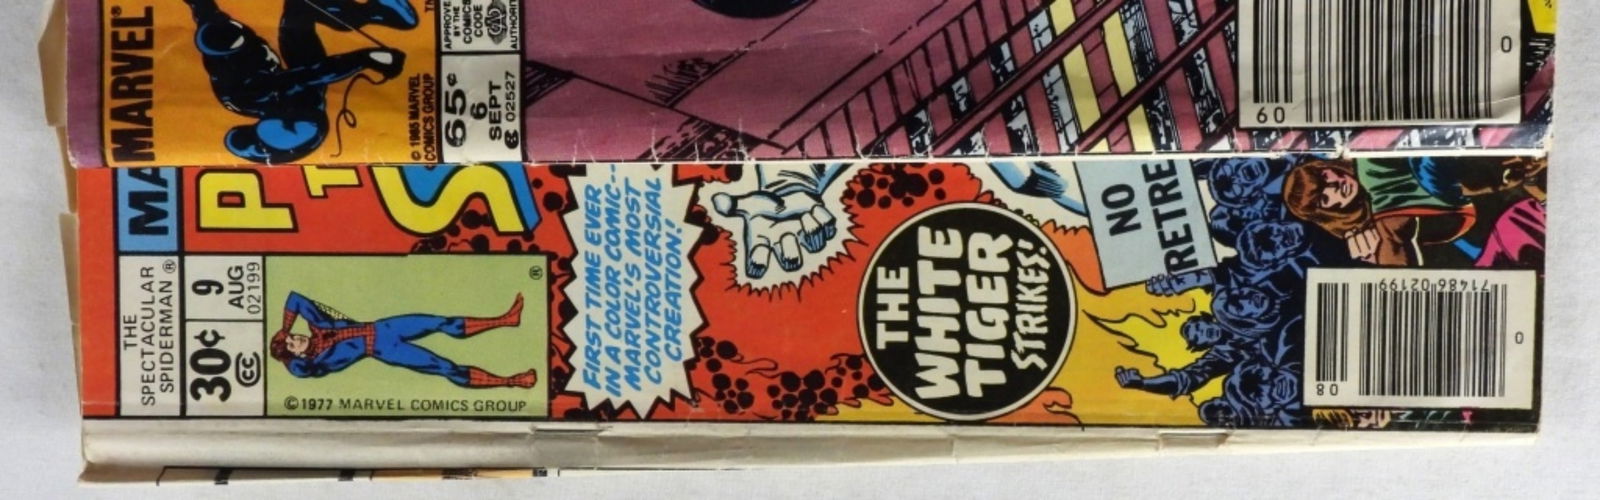 MARVEL®
APPROVED
BY THE
COMICS
CODE
AUTHORITY
65¢
6
SEPT
02527
© 1985 MARVEL
COMICS GROUP
60
0
MA
P
T
S
THE
SPECTACULAR
SPIDERMAN ®
30¢
9
AUG
02199
CC
®
©1977 MARVEL COMICS GROUP
FIRST TIME EVER
IN A COLOR COMIC--
MARVEL'S MOST
CONTROVERSIAL
CREATION!
THE
WHITE
TIGER
STRIKES!
NO
RETRE
71486 02199
08
0